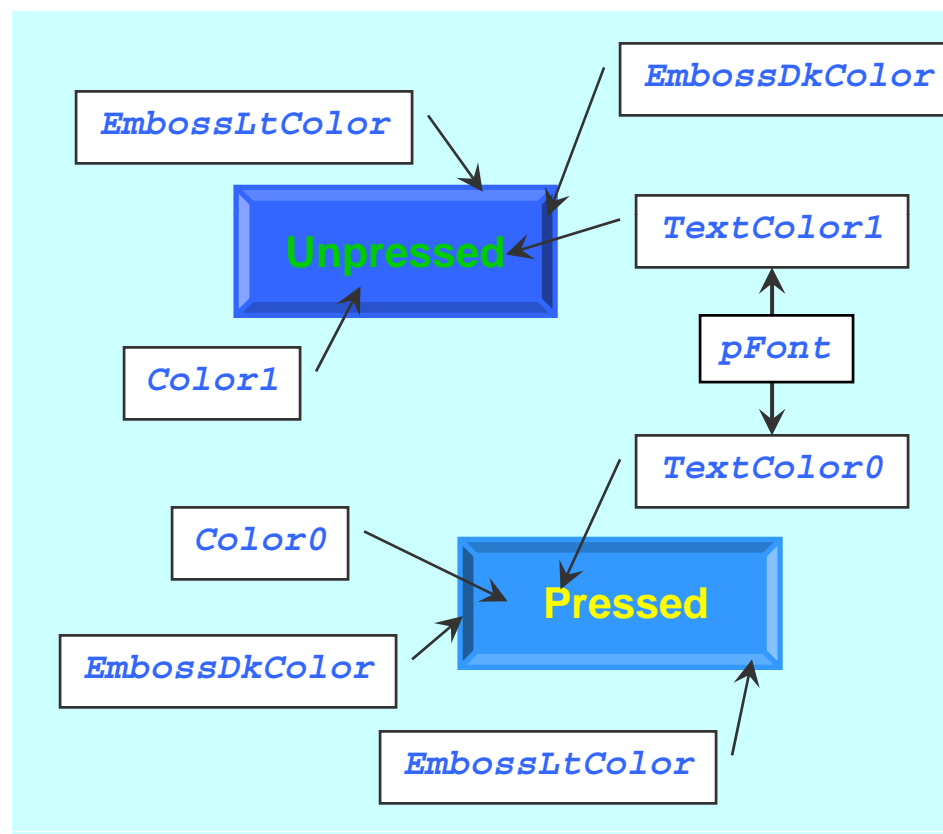 EmbossDkColor
EmbossLtColor
TextColor1
Unpressed
pFont
Color1
TextColor0
Color0
Pressed
EmbossDkColor
EmbossLtColor